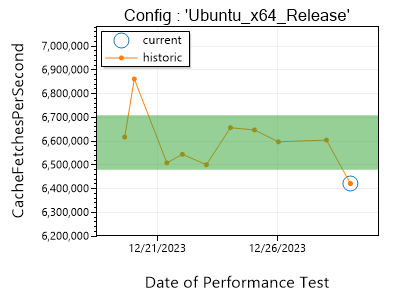 Config : 'Ubuntu_x64_Release'
current
historic
CacheFetchesPerSecond
7,000,000
6,900,000
6,800,000
6,700,000
6,600,000
6,500,000
6,400,000
6,300,000
6,200,000
12/21/2023
12/26/2023
Date of Performance Test